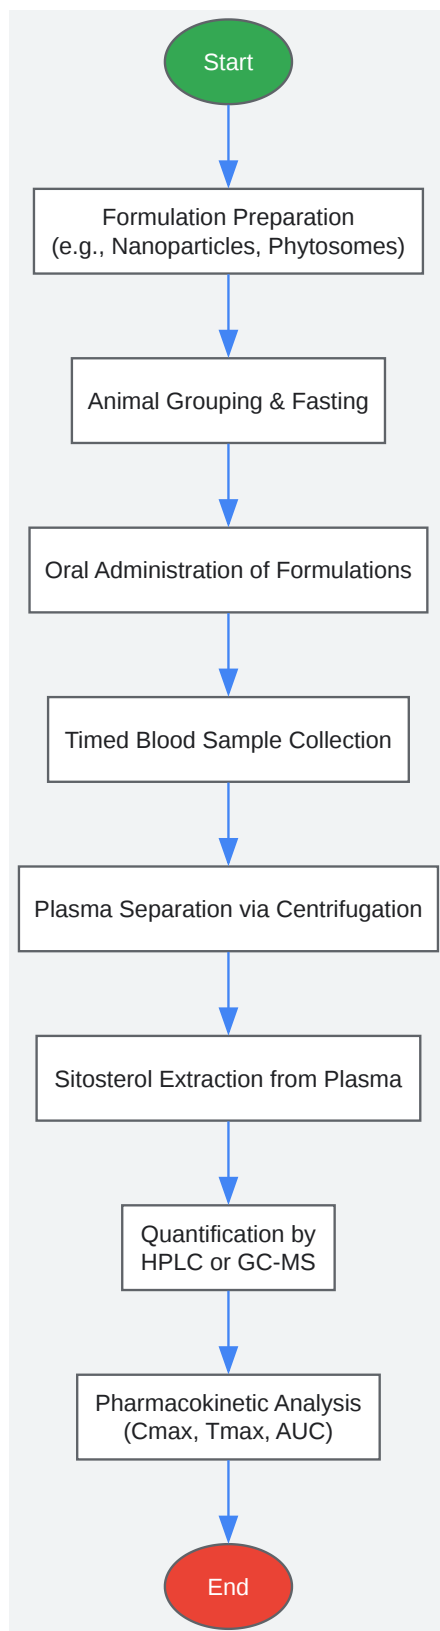 Start
Formulation Preparation
(e.g., Nanoparticles, Phytosomes)
Animal Grouping & Fasting
Oral Administration of Formulations
Timed Blood Sample Collection
Plasma Separation via Centrifugation
Sitosterol Extraction from Plasma
Quantification by
HPLC or GC-MS
Pharmacokinetic Analysis
(Cmax, Tmax, AUC)
End